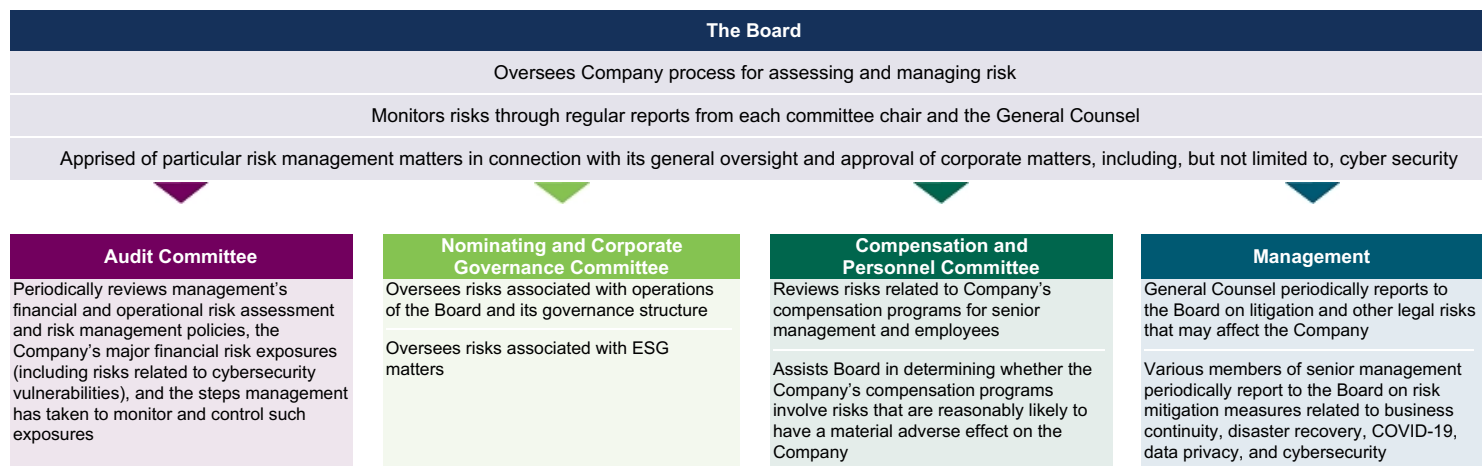 The Board
Oversees Company process for assessing and managing risk
Monitors risks through regular reports from each committee chair and the General Counsel
Apprised of particular risk management matters in connection with its general oversight and approval of corporate matters, including, but not limited to, cyber security
Audit Committee
Periodically reviews management’s
financial and operational risk assessment
and risk management policies, the
Company’s major financial risk exposures
(including risks related to cybersecurity
vulnerabilities), and the steps management
has taken to monitor and control such
exposures
Nominating and Corporate
Governance Committee
Oversees risks associated with operations
of the Board and its governance structure
Oversees risks associated with ESG
matters
Compensation and
Personnel Committee
Reviews risks related to Company’s
compensation programs for senior
management and employees
Assists Board in determining whether the
Company’s compensation programs
involve risks that are reasonably likely to
have a material adverse effect on the
Company
Management
General Counsel periodically reports to
the Board on litigation and other legal risks
that may affect the Company
Various members of senior management
periodically report to the Board on risk
mitigation measures related to business
continuity, disaster recovery, COVID-19,
data privacy, and cybersecurity